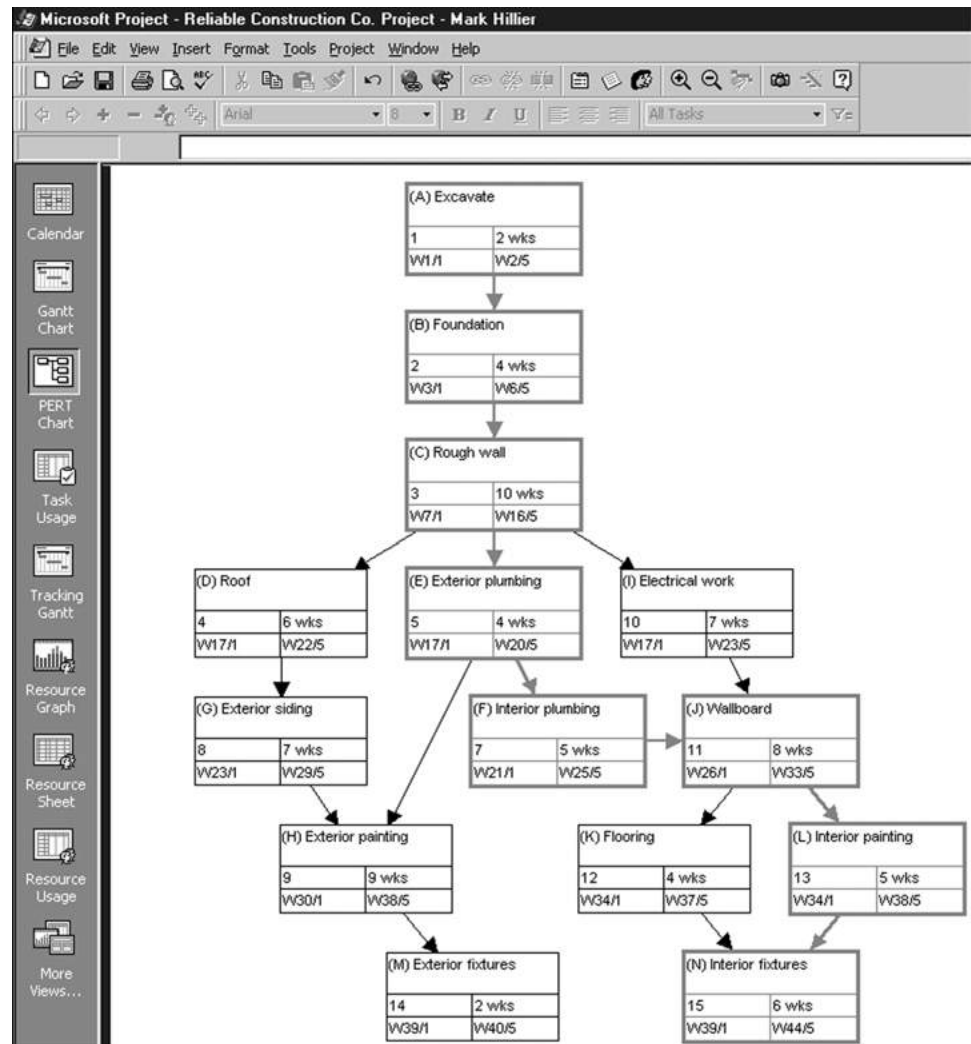 Microsoft Project - Reliable Construction Co. Project - Mark Hillier
File Edit View Insert Format Tools Project Window Help
ABC
Arial 8 B I U All Tasks
Calendar
Gantt
Chart
PERT
Chart
Task
Usage
Tracking
Gantt
Resource
Graph
Resource
Sheet
Resource
Usage
More
Views...
(A) Excavate
1 2 wks
W1/1 W2/5
(B) Foundation
2 4 wks
W3/1 W6/5
(C) Rough wall
3 10 wks
W7/1 W16/5
(D) Roof
4 6 wks
W17/1 W22/5
(E) Exterior plumbing
5 4 wks
W17/1 W20/5
(I) Electrical work
10 7 wks
W17/1 W23/5
(G) Exterior siding
8 7 wks
W23/1 W29/5
(F) Interior plumbing
7 5 wks
W21/1 W25/5
(J) Wallboard
11 8 wks
W26/1 W33/5
(H) Exterior painting
9 9 wks
W30/1 W38/5
(K) Flooring
12 4 wks
W34/1 W37/5
(L) Interior painting
13 5 wks
W34/1 W38/5
(M) Exterior fixtures
14 2 wks
W39/1 W40/5
(N) Interior fixtures
15 6 wks
W39/1 W44/5